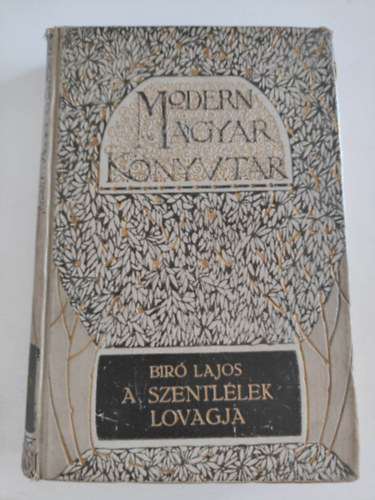 MODERN
MAGYAR
KÖNYVTÁR
BIRÓ LAJOS
A SZENTLÉLEK
LOVAGJA